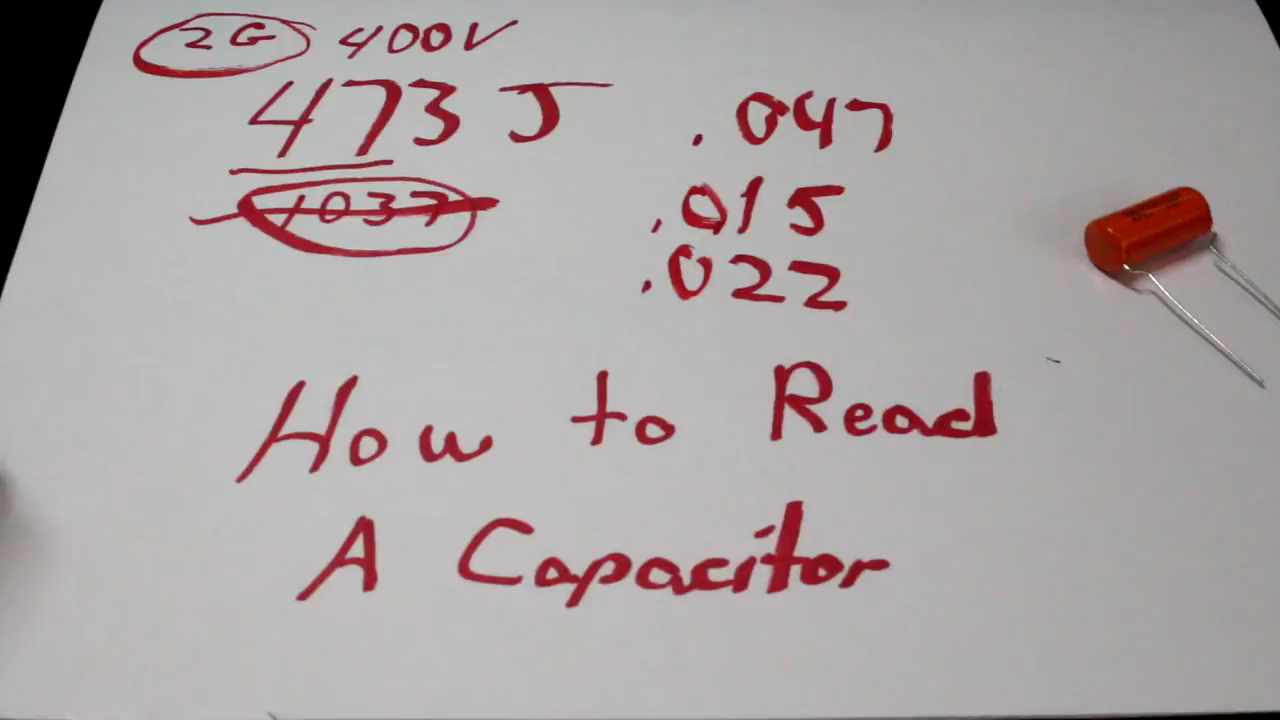 2G 400V
473J .047
1037 .015
.022
How to Read
A Capacitor